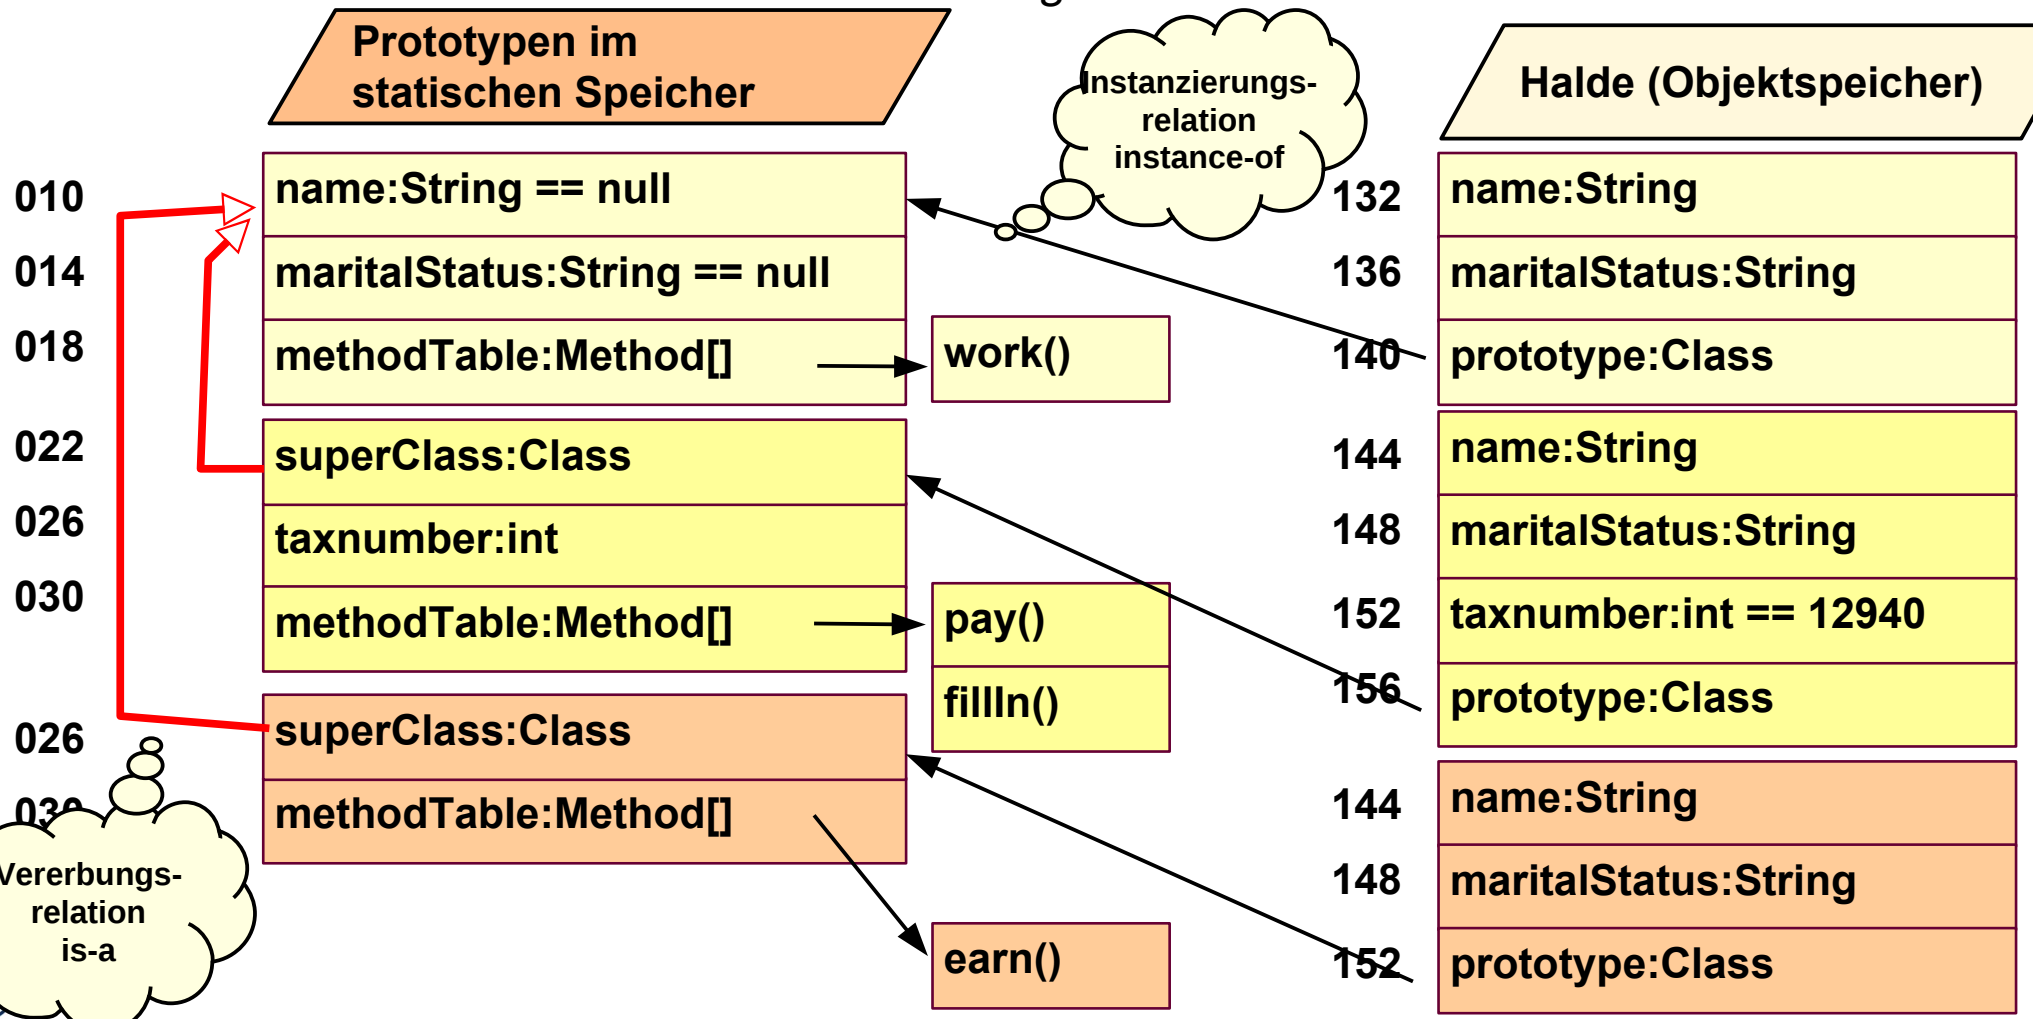 Prototypen im
statischen Speicher
Instanzierungs-
relation
instance-of
Halde (Objektspeicher)
010
name:String == null
014
maritalStatus:String == null
018
methodTable:Method[]
work()
022
superClass:Class
026
taxnumber:int
030
methodTable:Method[]
pay()
fillIn()
026
superClass:Class
030
methodTable:Method[]
earn()
Vererbungs-
relation
is-a
132
name:String
136
maritalStatus:String
140
prototype:Class
144
name:String
148
maritalStatus:String
152
taxnumber:int == 12940
156
prototype:Class
144
name:String
148
maritalStatus:String
152
prototype:Class